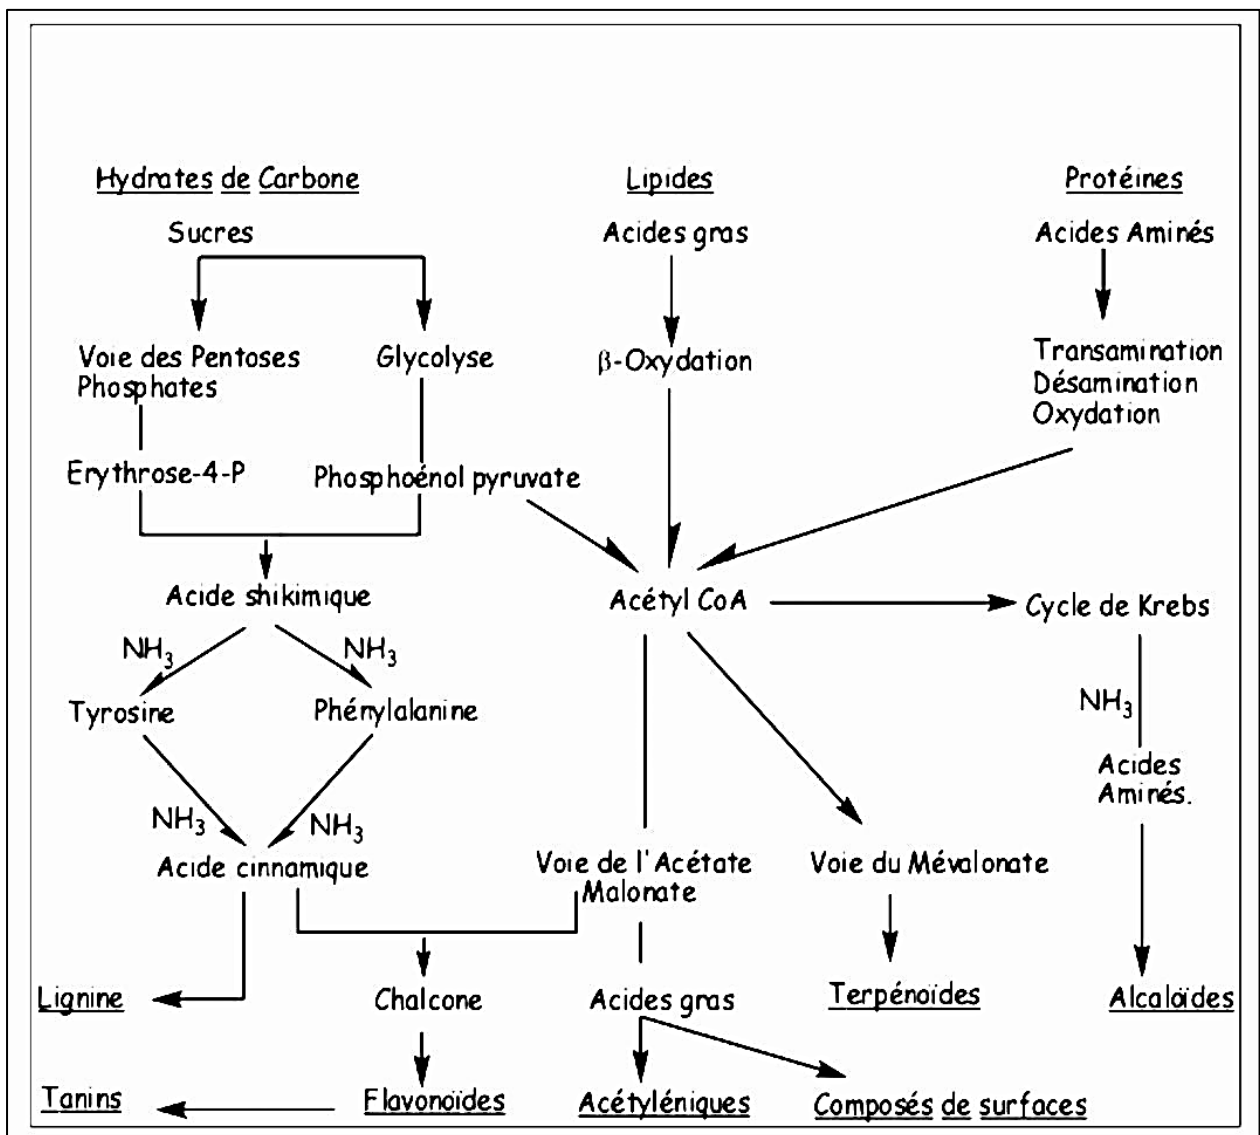 Hydrates de Carbone
Lipides
Protéines
Sucres
Acides gras
Acides Aminés
Voie des Pentoses
Phosphates
Glycolyse
β-Oxydation
Transamination
Désamination
Oxydation
Erythrose-4-P
Phosphoénol pyruvate
Acide shikimique
Acétyl CoA
Cycle de Krebs
NH3
NH3
NH3
Tyrosine
Phénylalanine
Acides
Aminés.
NH3
NH3
Acide cinnamique
Voie de l'Acétate
Malonate
Voie du Mévalonate
Lignine
Chalcone
Acides gras
Terpénoïdes
Alcaloïdes
Tanins
Flavonoïdes
Acétyléniques
Composés de surfaces